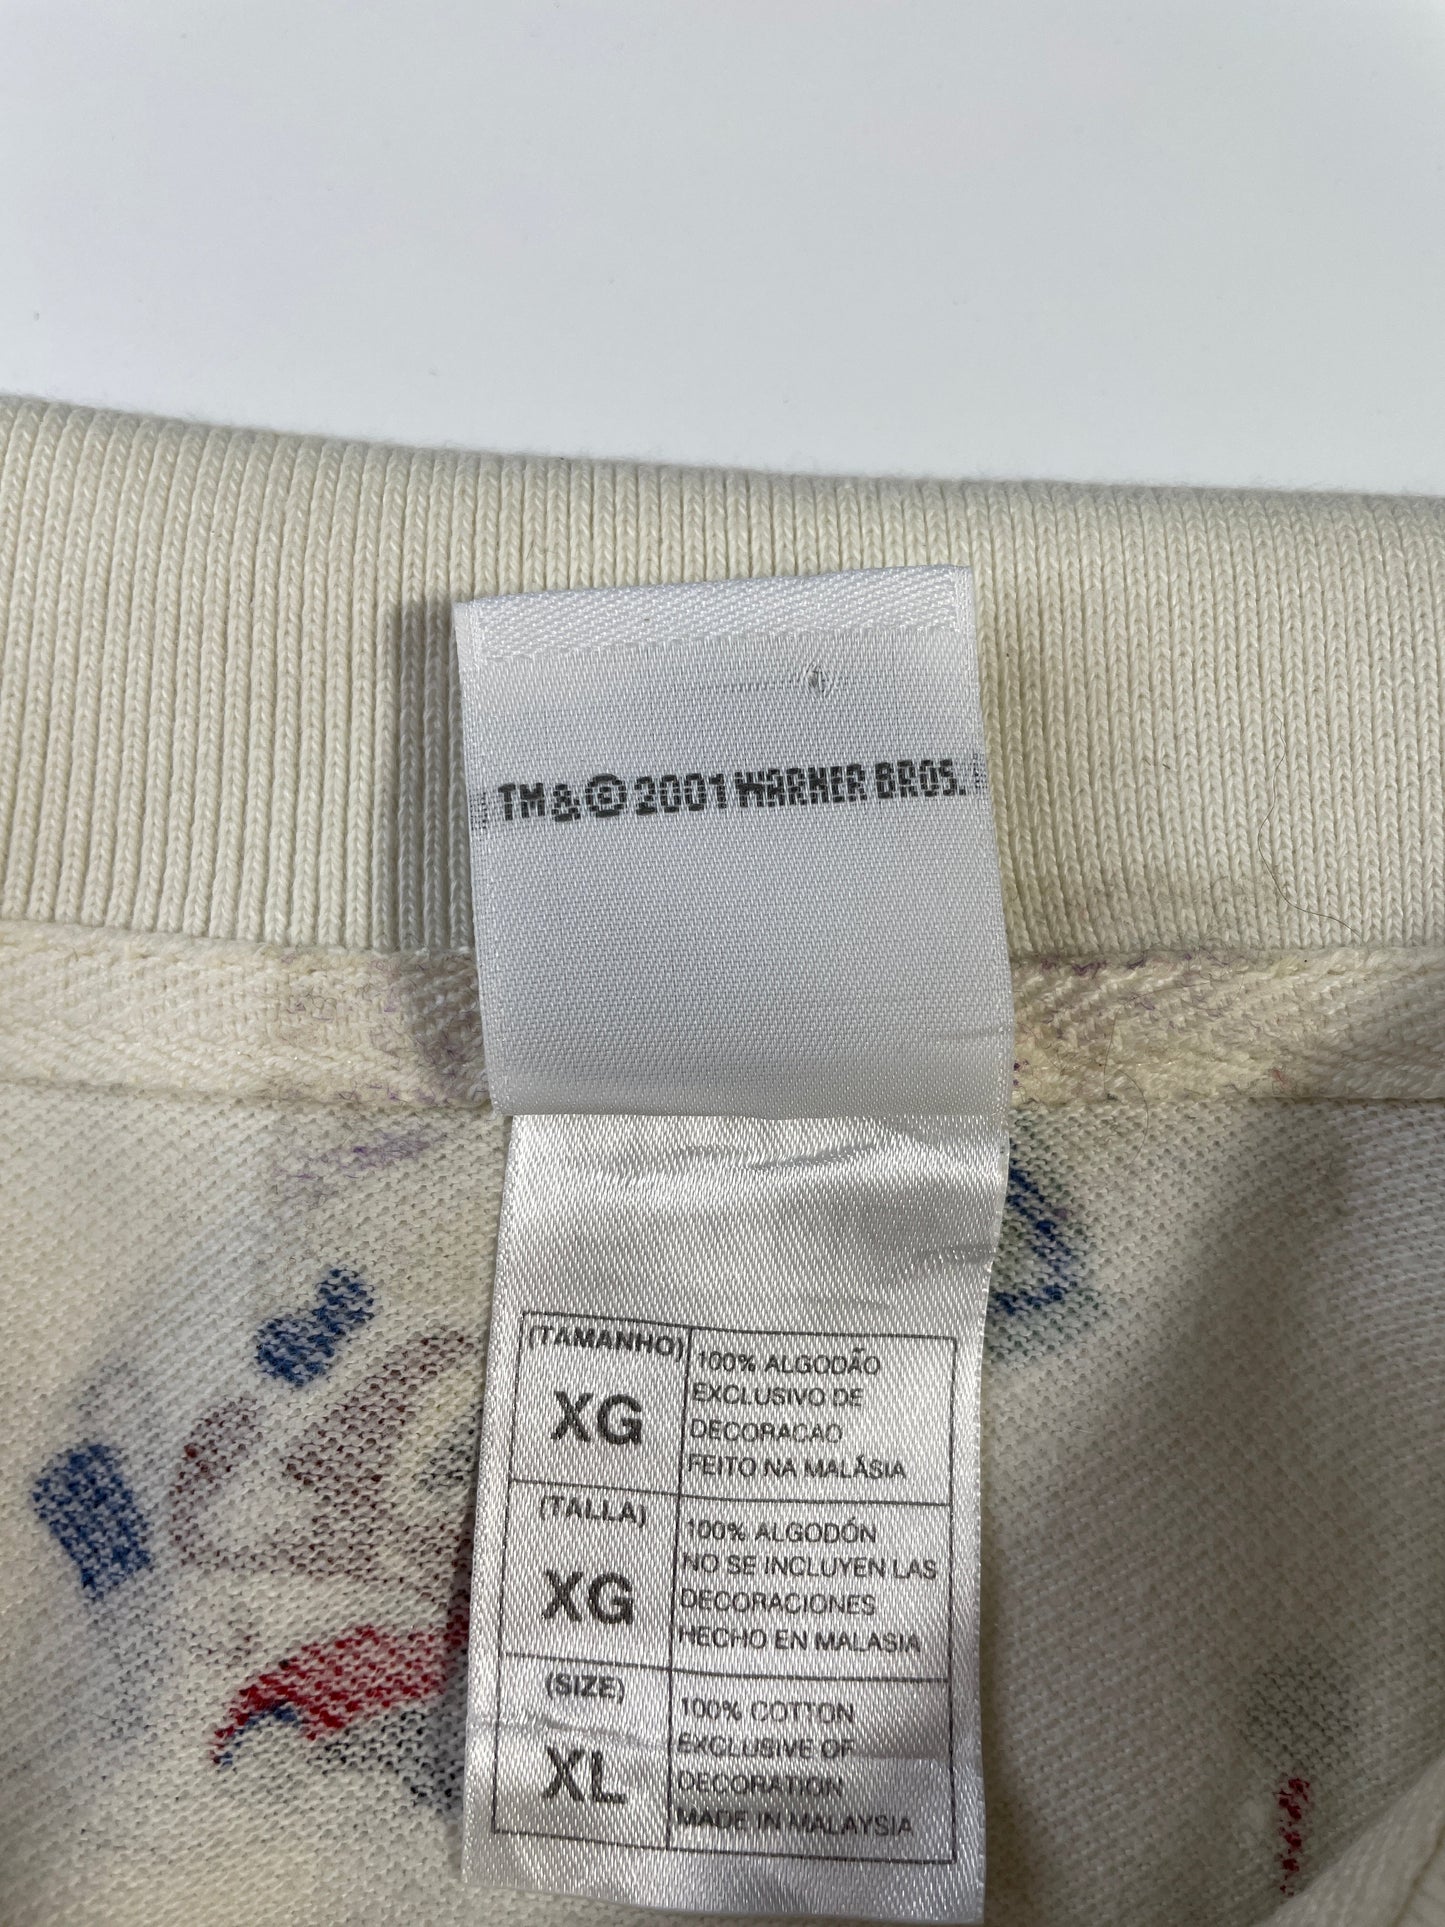 TM & © 2001 WARNER BROS.
(TAMANHO)
XG
100% ALGODÃO
EXCLUSIVO DE
DECORACAO
FEITO NA MALÁSIA
(TALLA)
XG
100% ALGODÓN
NO SE INCLUYEN LAS
DECORACIONES
HECHO EN MALASIA
(SIZE)
XL
100% COTTON
EXCLUSIVE OF
DECORATION
MADE IN MALAYSIA